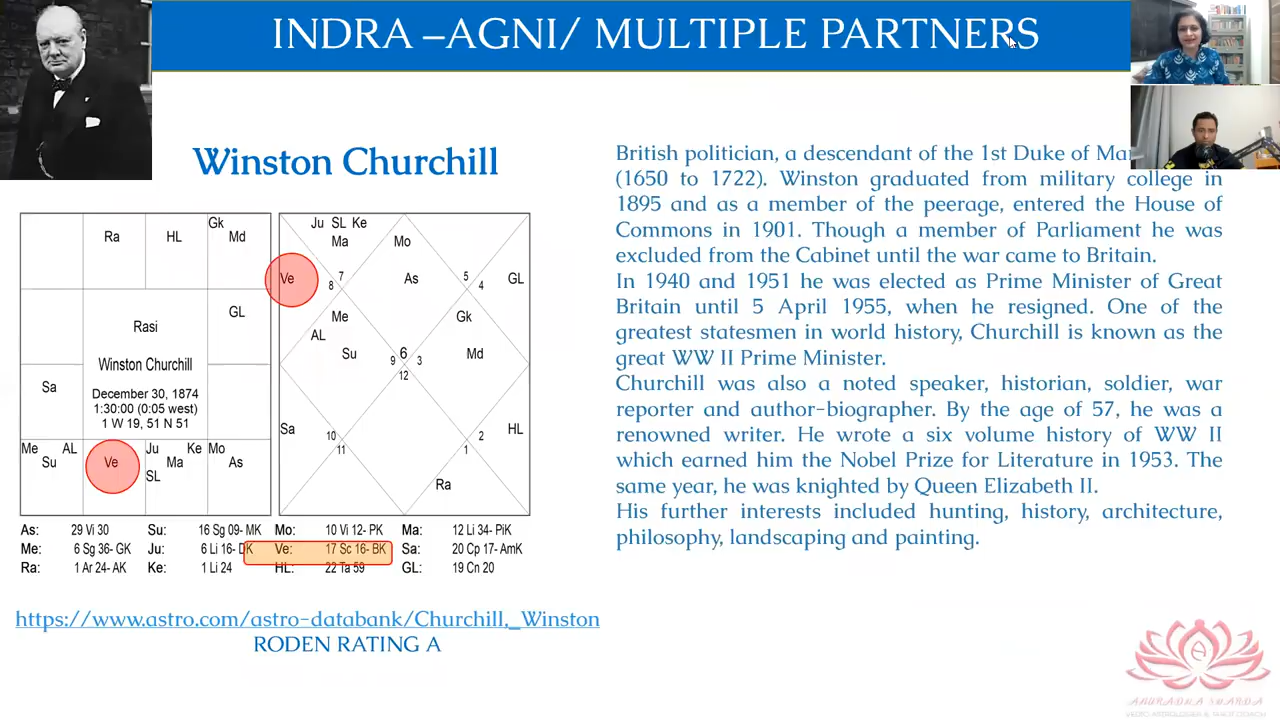 INDRA –AGNI/ MULTIPLE PARTNERS
Winston Churchill
Ra
HL
Gk
Md
GL
Rasi
Winston Churchill
December 30, 1874
1:30:00 (0:05 west)
1 W 19, 51 N 51
Sa
Me AL
Su
Ve
Ju Ke
Ma
SL
Mo
As
Ju SL Ke
Ma
Mo
Ve
7
8
As
5
4
GL
Me
AL
Su
Gk
Md
6
9 3
12
Sa
10
11
2
1
HL
Ra
As: 29 Vi 30 Su: 16 Sg 09- MK Mo: 10 Vi 12- PK Ma: 12 Li 34- PiK
Me: 6 Sg 36- GK Ju: 6 Li 16- DK Ve: 17 Sc 16- BK Sa: 20 Cp 17- AmK
Ra: 1 Ar 24- AK Ke: 1 Li 24 HL: 22 Ta 59 GL: 19 Cn 20
https://www.astro.com/astro-databank/Churchill,_Winston
RODEN RATING A
British politician, a descendant of the 1st Duke of
(1650 to 1722). Winston graduated from military college in
1895 and as a member of the peerage, entered the House of
Commons in 1901. Though a member of Parliament he was
excluded from the Cabinet until the war came to Britain.
In 1940 and 1951 he was elected as Prime Minister of Great
Britain until 5 April 1955, when he resigned. One of the
greatest statesmen in world history, Churchill is known as the
great WW II Prime Minister.
Churchill was also a noted speaker, historian, soldier, war
reporter and author-biographer. By the age of 57, he was a
renowned writer. He wrote a six volume history of WW II
which earned him the Nobel Prize for Literature in 1953. The
same year, he was knighted by Queen Elizabeth II.
His further interests included hunting, history, architecture,
philosophy, landscaping and painting.
A
ANURADHA SHARDA